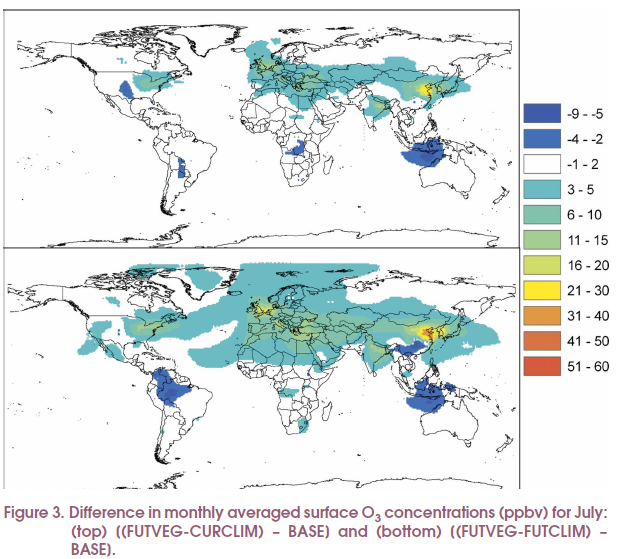 -9 - -5
-4 - -2
-1 - 2
3 - 5
6 - 10
11 - 15
16 - 20
21 - 30
31 - 40
41 - 50
51 - 60
Figure 3. Difference in monthly averaged surface O₃ concentrations (ppbv) for July:
(top) [(FUTVEG-CURCLIM) – BASE] and (bottom) [(FUTVEG-FUTCLIM) –
BASE].